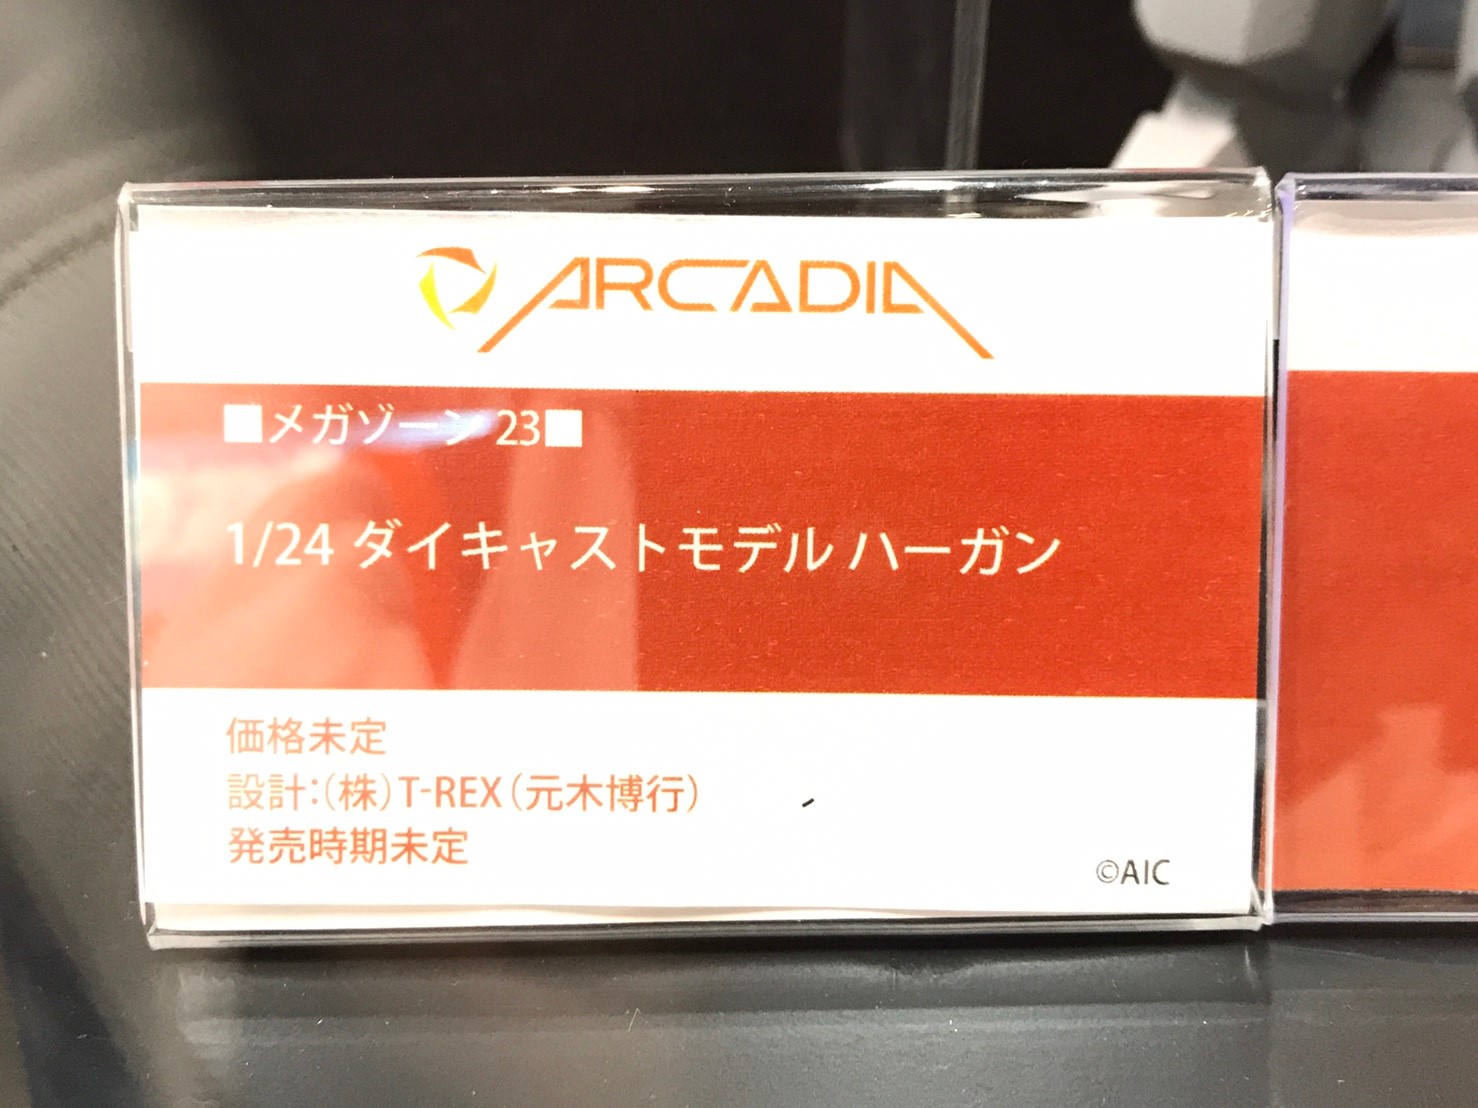 ARCADIA
■メガゾーン 23■
1/24 ダイキャストモデル ハーガン
価格未定
設計:(株)T-REX(元木博行)
発売時期未定
©AIC